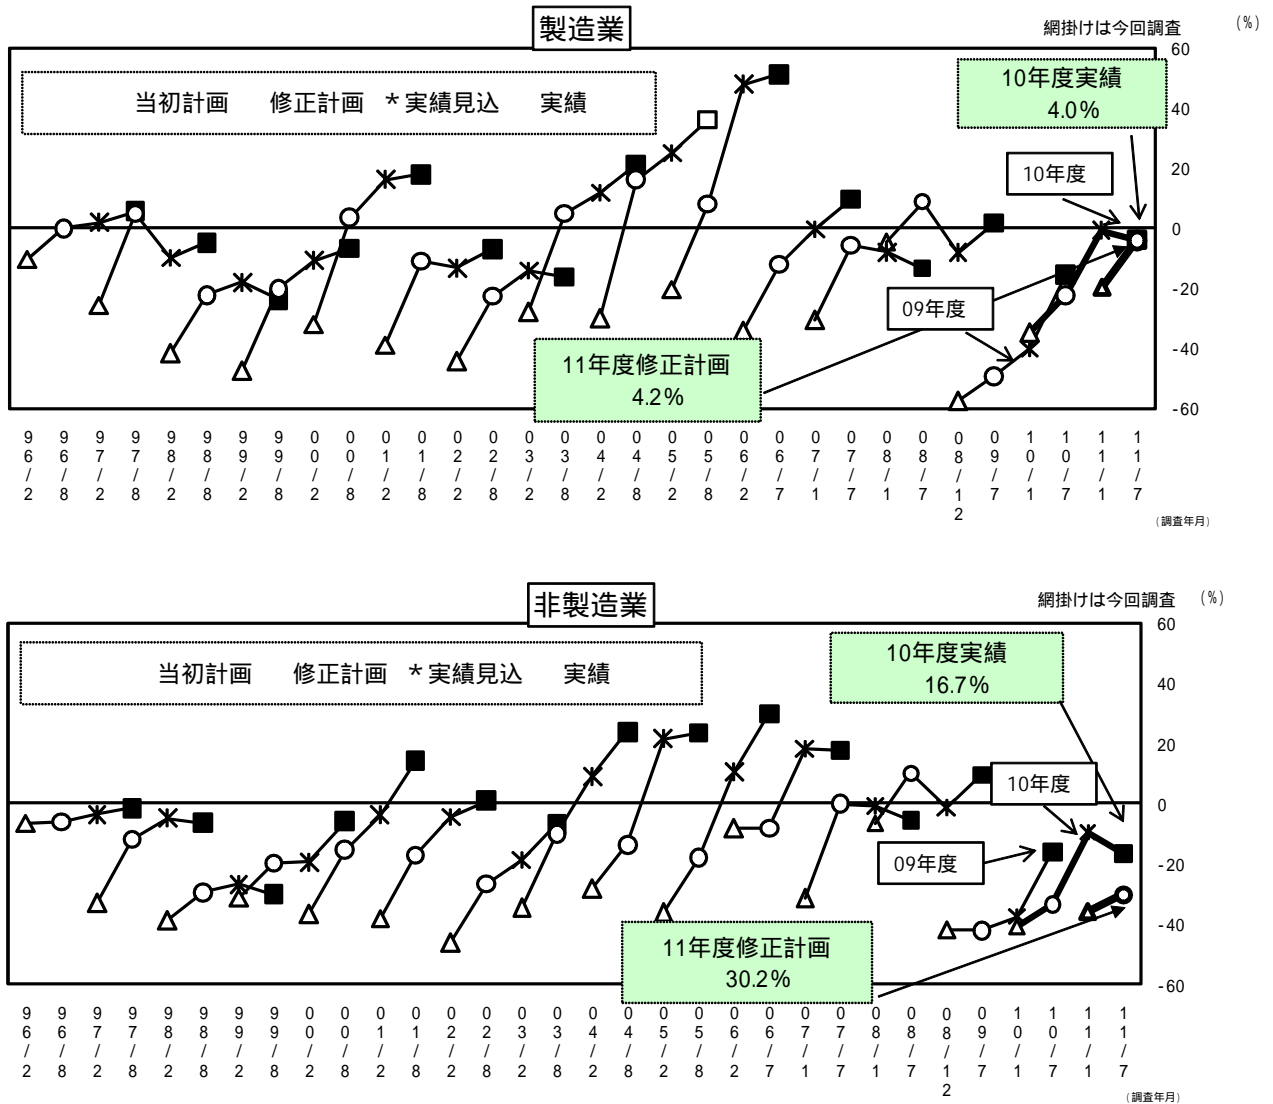 製造業
網掛けは今回調査 (%)
当初計画 修正計画 *実績見込 実績
10年度実績
4.0%
10年度
09年度
11年度修正計画
4.2%
60
40
20
0
-20
-40
-60
96/2 96/8 97/2 97/8 98/2 98/8 99/2 99/8 00/2 00/8 01/2 01/8 02/2 02/8 03/2 03/8 04/2 04/8 05/2 05/8 06/2 06/7 07/1 07/7 08/1 08/7 08/12 09/7 10/1 10/7 11/1 11/7
(調査年月)
非製造業
網掛けは今回調査 (%)
当初計画 修正計画 *実績見込 実績
10年度実績
16.7%
10年度
09年度
11年度修正計画
30.2%
60
40
20
0
-20
-40
-60
96/2 96/8 97/2 97/8 98/2 98/8 99/2 99/8 00/2 00/8 01/2 01/8 02/2 02/8 03/2 03/8 04/2 04/8 05/2 05/8 06/2 06/7 07/1 07/7 08/1 08/7 08/12 09/7 10/1 10/7 11/1 11/7
(調査年月)